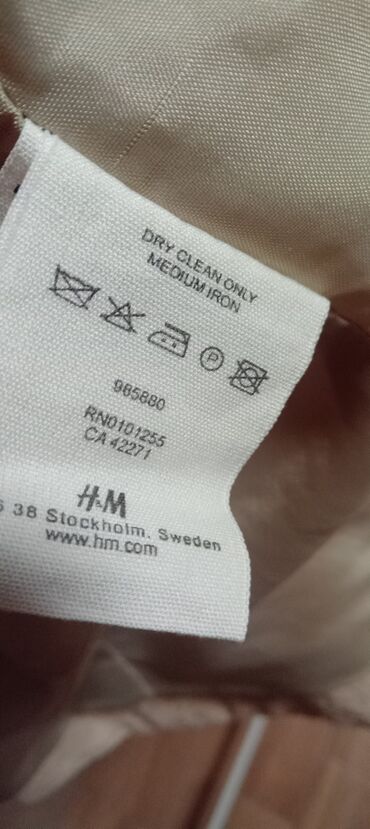 DRY CLEAN ONLY
MEDIUM IRON
P
985880
RN0101255
CA 42271
H&M
38 Stockholm, Sweden
www.hm.com